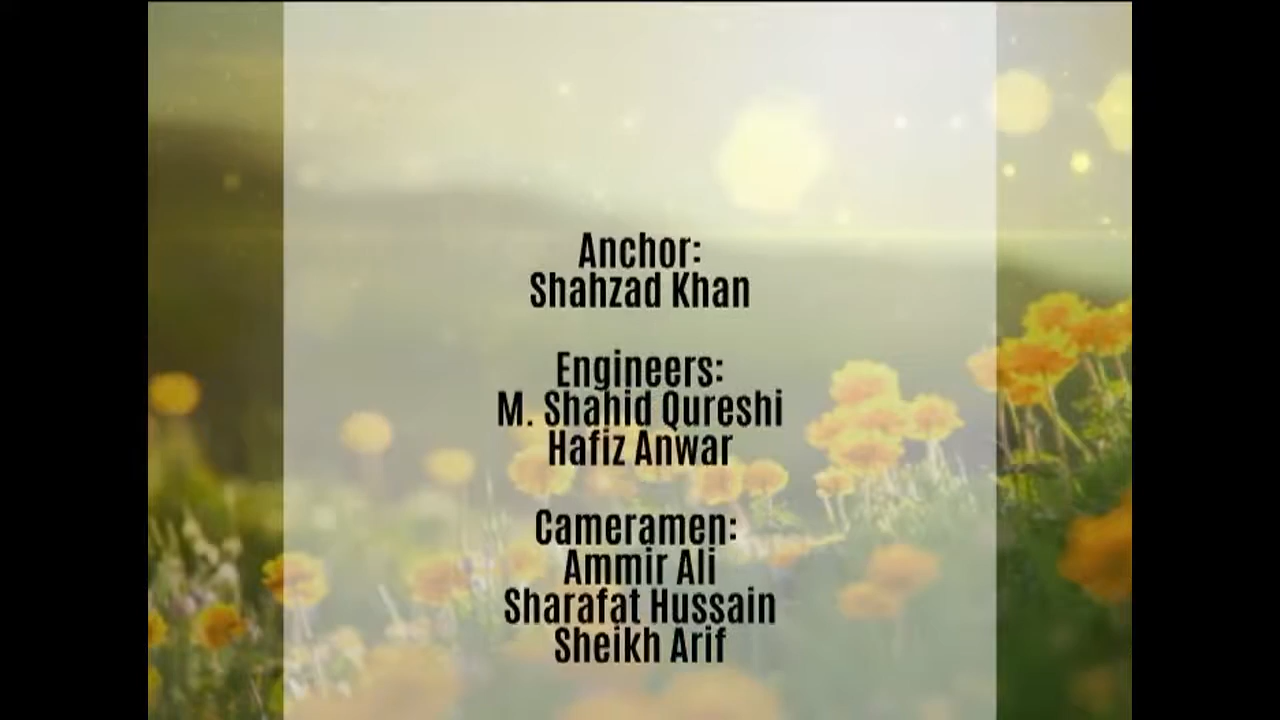 Anchor:
Shahzad Khan
Engineers:
M. Shahid Qureshi
Hafiz Anwar
Cameramen:
Ammir Ali
Sharafat Hussain
Sheikh Arif